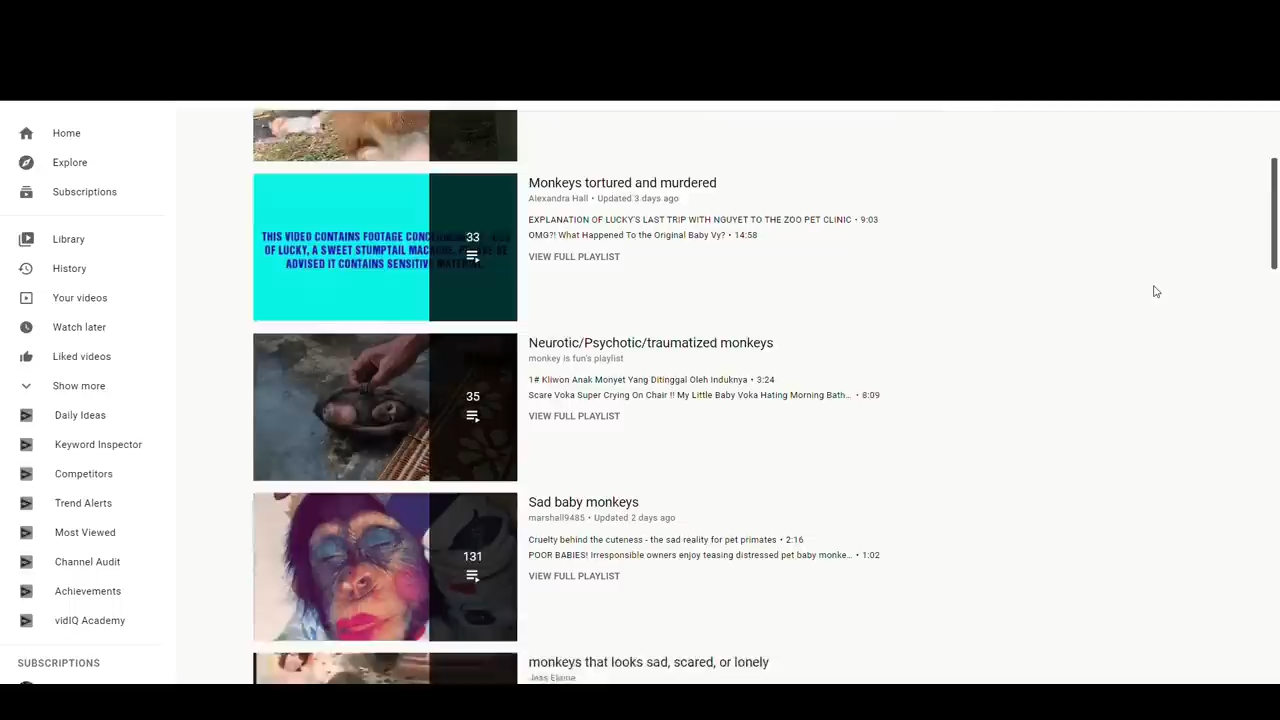 Home
Explore
Subscriptions
Library
History
Your videos
Watch later
Liked videos
Show more
Daily Ideas
Keyword Inspector
Competitors
Trend Alerts
Most Viewed
Channel Audit
Achievements
vidIQ Academy
SUBSCRIPTIONS
THIS VIDEO CONTAINS FOOTAGE
OF LUCKY, A SWEET STUMPTAIL
ADVISED IT CONTAINS SENSITIVE
33
Monkeys tortured and murdered
Alexandra Hall • Updated 3 days ago
EXPLANATION OF LUCKY'S LAST TRIP WITH NGUYET TO THE ZOO PET CLINIC • 9:03
OMG?! What Happened To the Original Baby Vy? • 14:58
VIEW FULL PLAYLIST
35
Neurotic/Psychotic/traumatized monkeys
monkey is fun's playlist
1# Kliwon Anak Monyet Yang Ditinggal Oleh Induknya • 3:24
Scare Voka Super Crying On Chair !! My Little Baby Voka Hating Morning Bath... • 8:09
VIEW FULL PLAYLIST
131
Sad baby monkeys
marshall9485 • Updated 2 days ago
Cruelty behind the cuteness - the sad reality for pet primates • 2:16
POOR BABIES! Irresponsible owners enjoy teasing distressed pet baby monke... • 1:02
VIEW FULL PLAYLIST
monkeys that looks sad, scared, or lonely